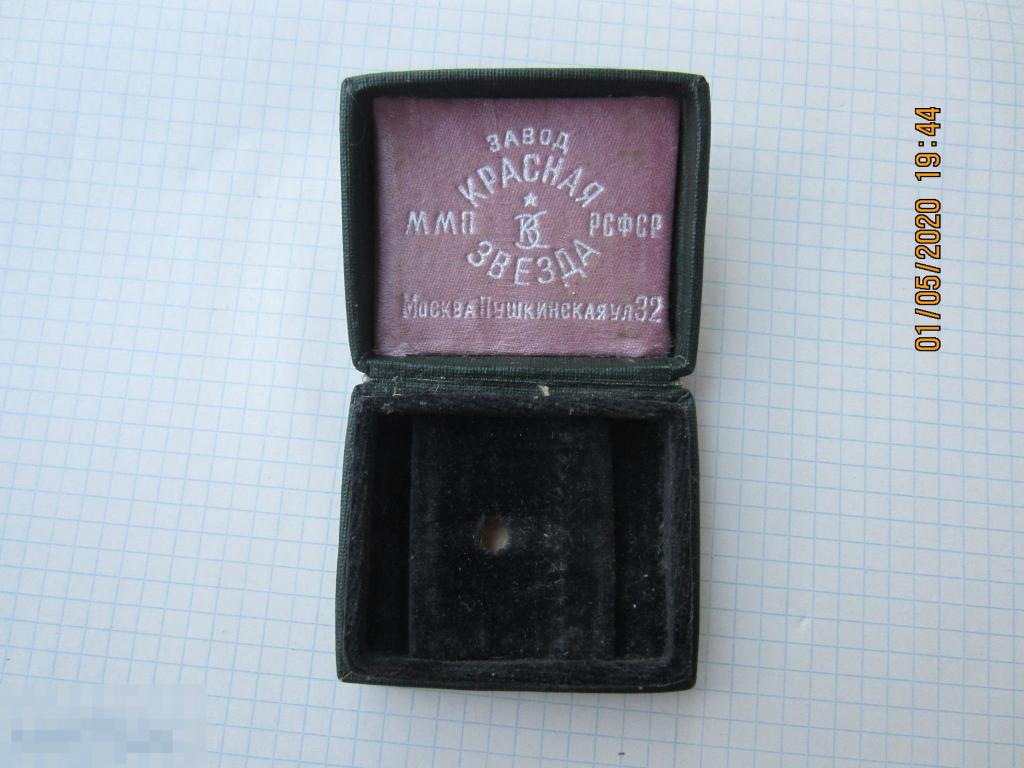 ЗАВОД
КРАСНАЯ
ММП РСФСР
ЗВЕЗДА
Москва Пушкинская ул 32
01/05/2020 19:44